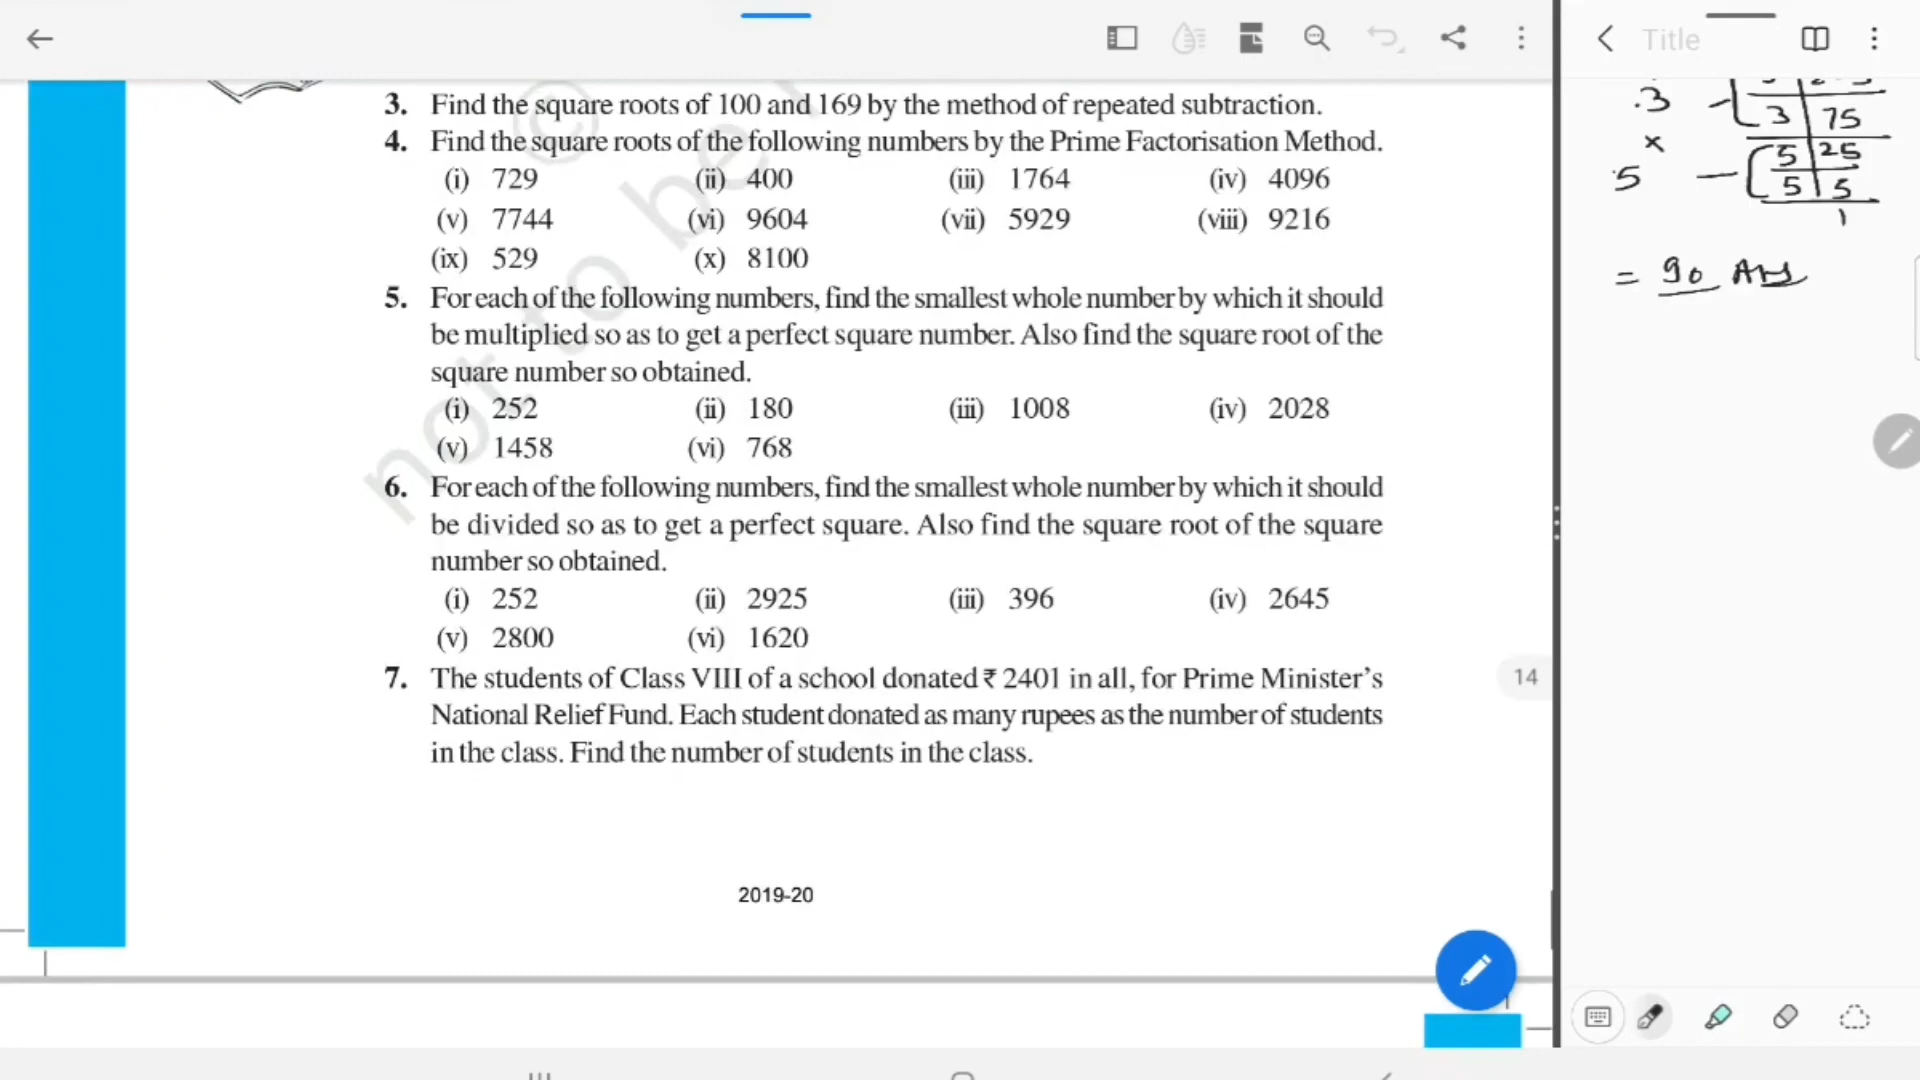 Title
3. Find the square roots of 100 and 169 by the method of repeated subtraction.
4. Find the square roots of the following numbers by the Prime Factorisation Method.
(i) 729 (ii) 400 (iii) 1764 (iv) 4096
(v) 7744 (vi) 9604 (vii) 5929 (viii) 9216
(ix) 529 (x) 8100
5. For each of the following numbers, find the smallest whole number by which it should
be multiplied so as to get a perfect square number. Also find the square root of the
square number so obtained.
(i) 252 (ii) 180 (iii) 1008 (iv) 2028
(v) 1458 (vi) 768
6. For each of the following numbers, find the smallest whole number by which it should
be divided so as to get a perfect square. Also find the square root of the square
number so obtained.
(i) 252 (ii) 2925 (iii) 396 (iv) 2645
(v) 2800 (vi) 1620
7. The students of Class VIII of a school donated ₹ 2401 in all, for Prime Minister's
National Relief Fund. Each student donated as many rupees as the number of students
in the class. Find the number of students in the class.
2019-20
14
© not to be
.3 3 75
x
5 5 25
5 5
1
= 90 Ans